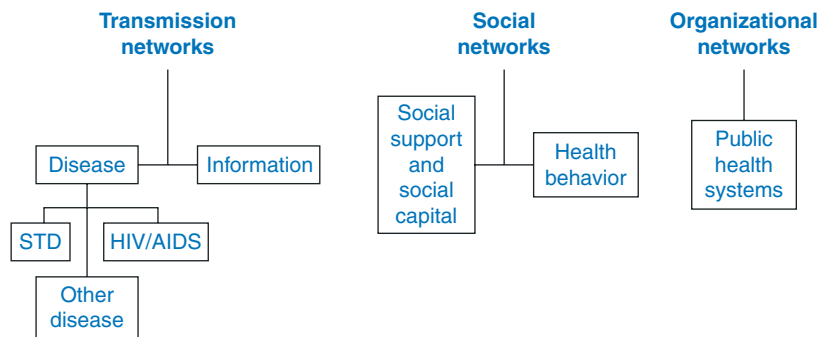 Transmission
networks
Social
networks
Organizational
networks
Disease
Information
STD
HIV/AIDS
Other
disease
Social
support
and
social
capital
Health
behavior
Public
health
systems